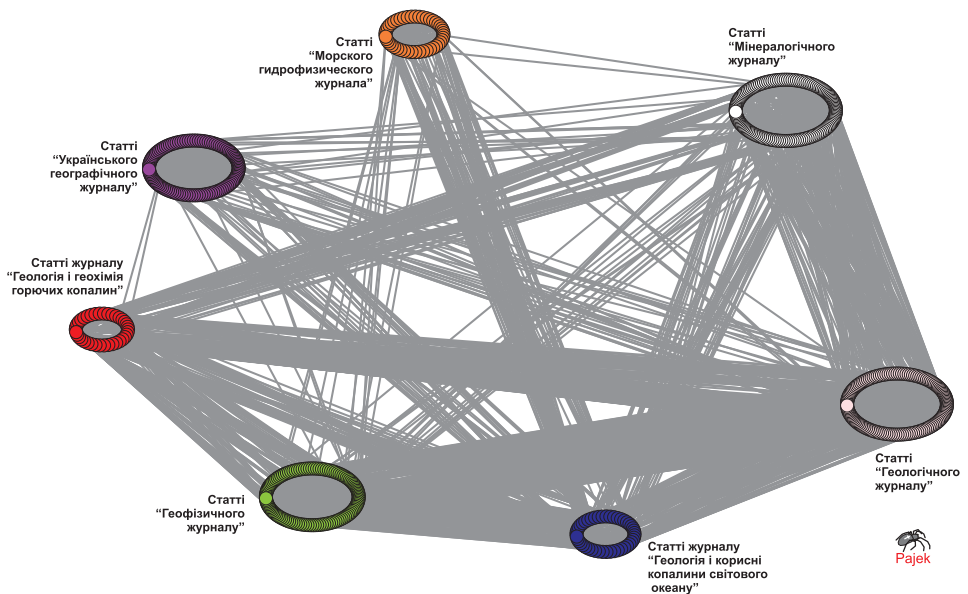 Статті
“Морского
гидрофизического
журнала”
Статті
“Мінералогічного
журналу”
Статті
“Українського
географічного
журналу”
Статті журналу
“Геологія і геохімія
горючих копалин”
Статті
“Геофізичного
журналу”
Статті журналу
“Геологія і корисні
копалини світового
океану”
Статті
“Геологічного
журналу”
Pajek